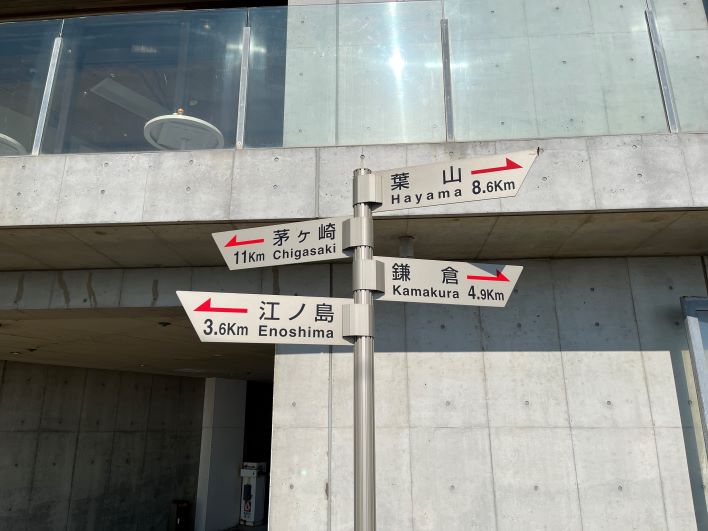 葉山
Hayama 8.6Km
茅ヶ崎
11Km Chigasaki
鎌倉
Kamakura 4.9Km
江ノ島
3.6Km Enoshima